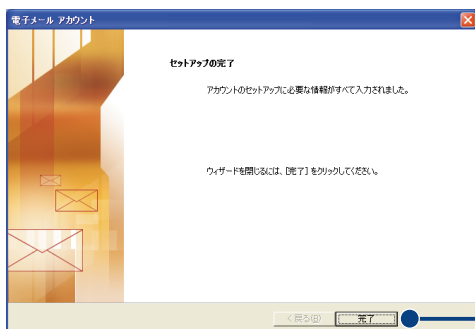 電子メール アカウント
セットアップの完了
アカウントのセットアップに必要な情報がすべて入力されました。
ウィザードを閉じるには、[完了] をクリックしてください。
< 戻る(B)
完了